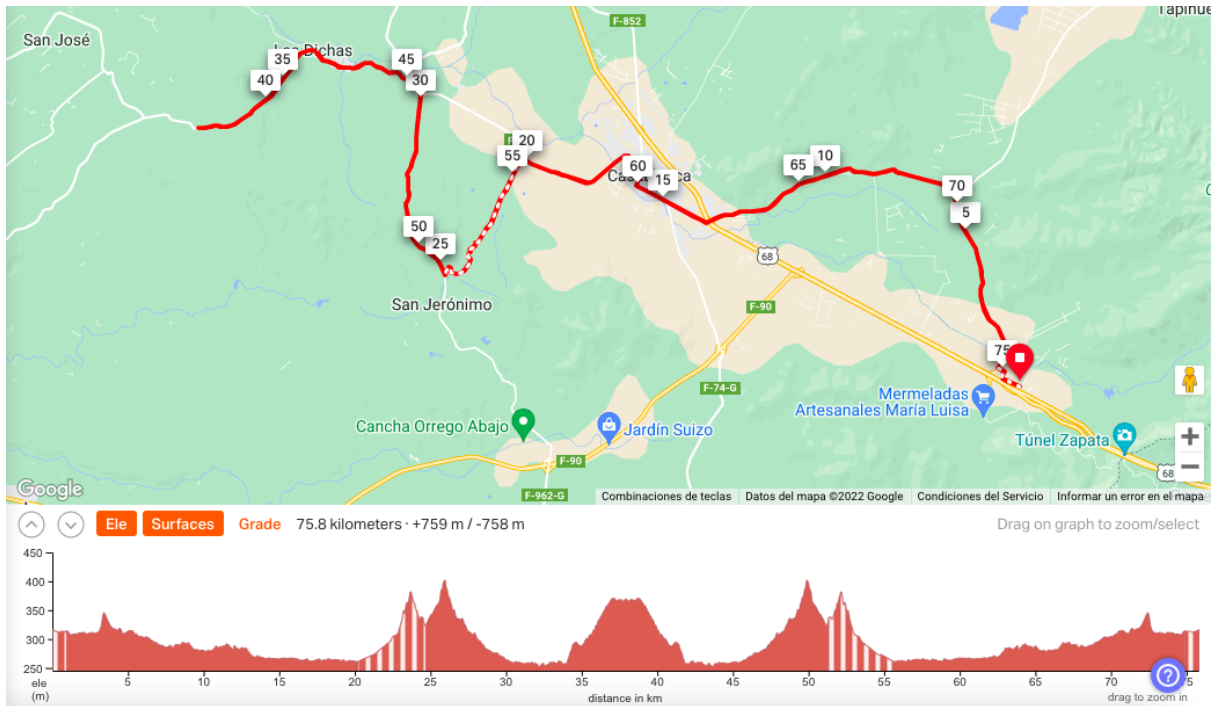 F-852
Tapihue
San José
Las Dichas
35
45
40
30
20
55
60
15
65
10
70
5
50
25
68
San Jerónimo
F-90
75
F-74-G
Mermeladas
Artesanales María Luisa
Cancha Orrego Abajo
Jardín Suizo
Túnel Zapata
F-90
68
F-962-G
Google
Combinaciones de teclas
Datos del mapa ©2022 Google
Condiciones del Servicio
Informar un error en el mapa
Ele
Surfaces
Grade
75.8 kilometers · +759 m / -758 m
Drag on graph to zoom/select
450
400
350
300
250
ele
(m)
5
10
15
20
25
30
35
40
45
50
55
60
65
70
75
distance in km
drag to zoom in